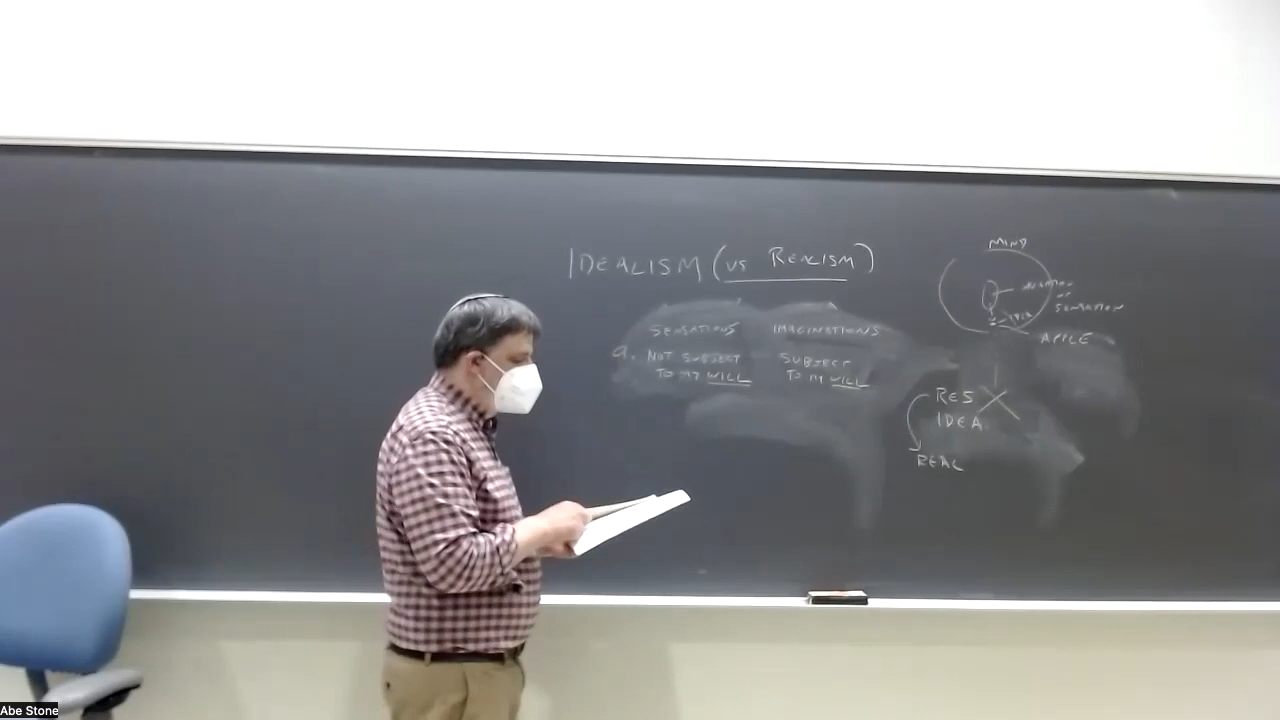 IDEALISM (VS REALISM)
SENSATIONS IMAGINATIONS
a. NOT SUBJECT SUBJECT
TO MY WILL TO MY WILL
MIND
SENSATION
APPLE
RES
IDEA
REAL
Abe Stone